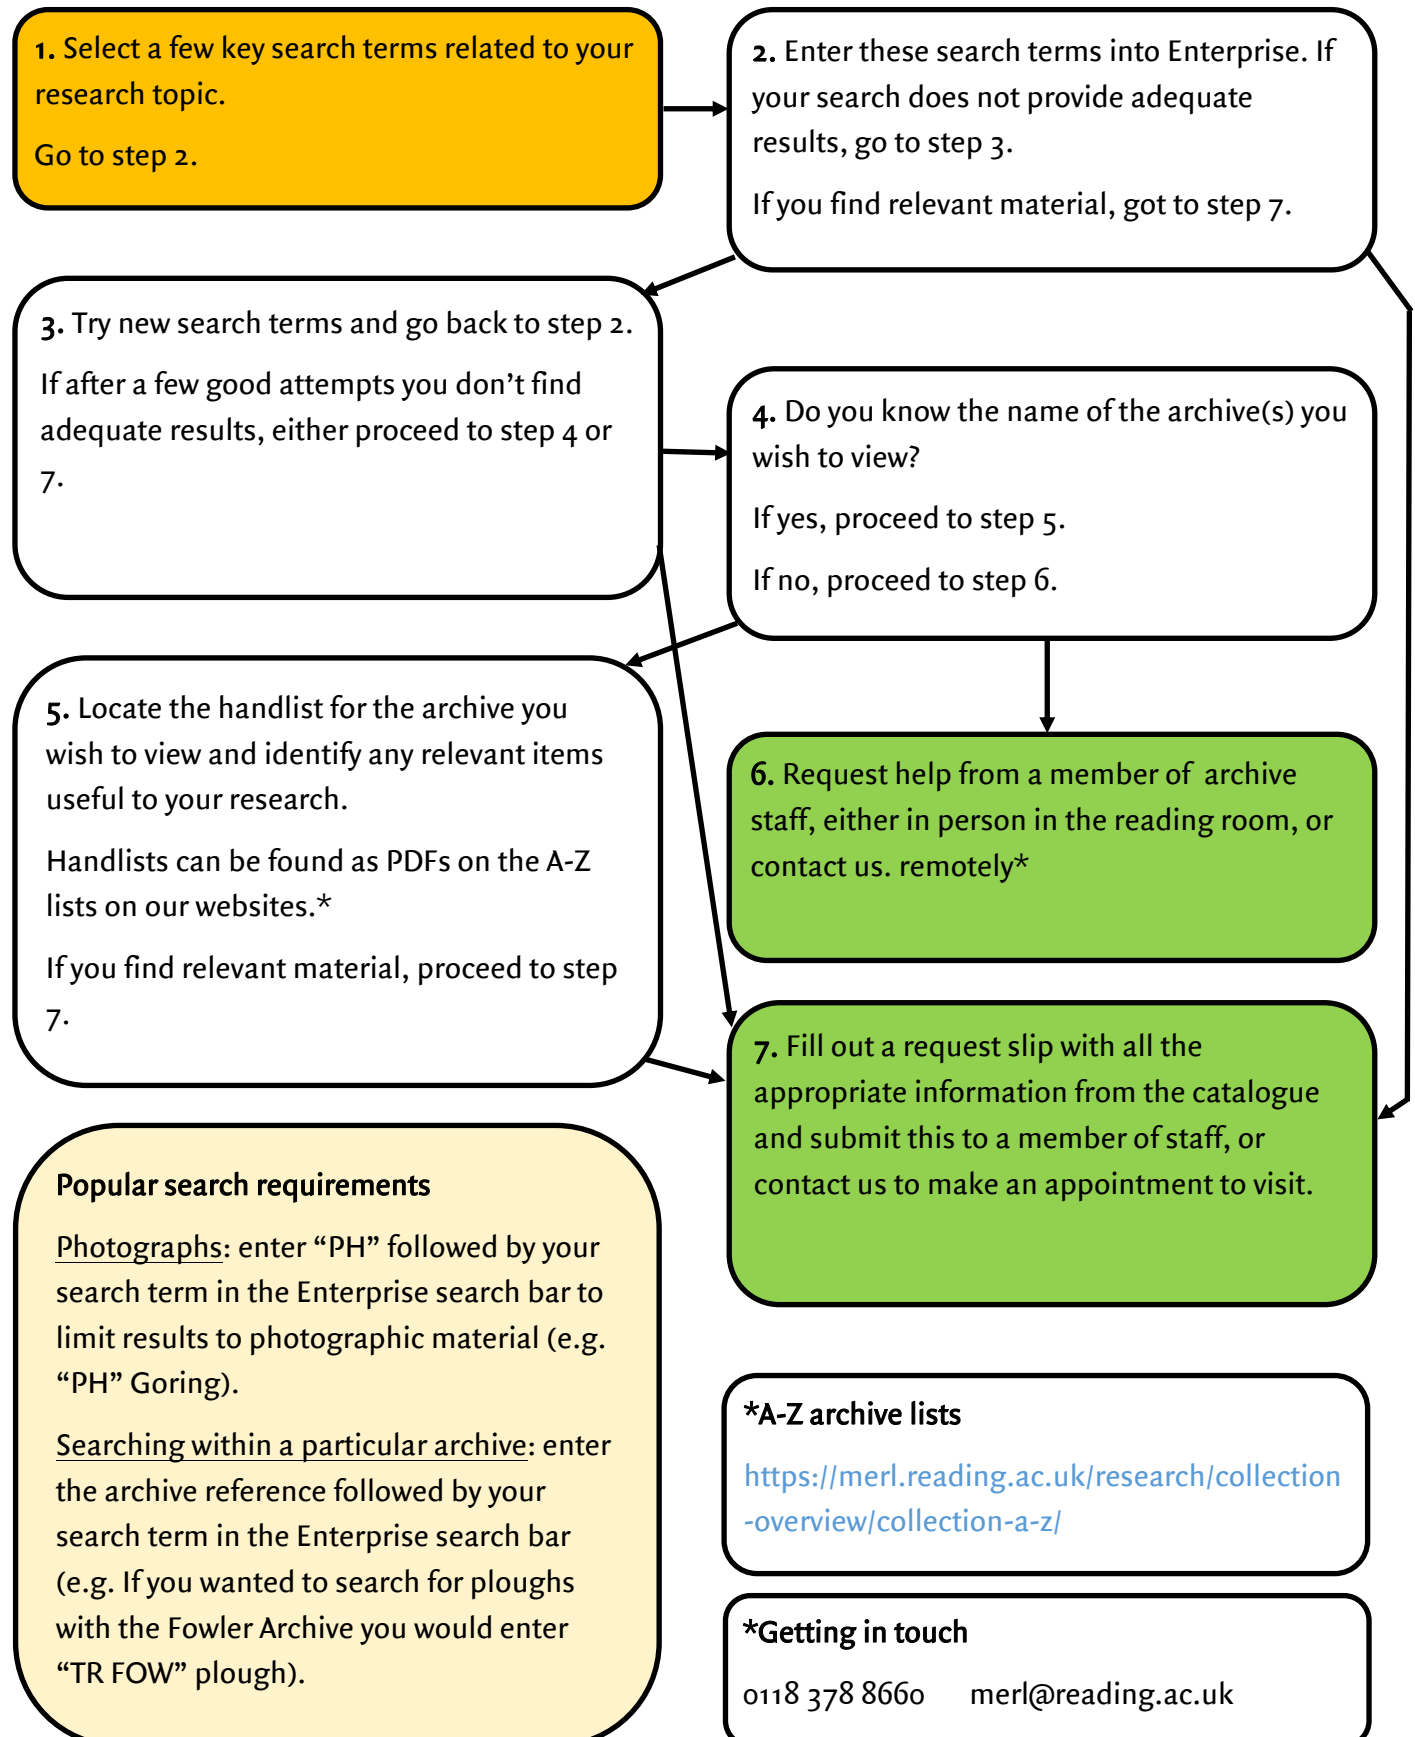 1. Select a few key search terms related to your
research topic.
Go to step 2.
2. Enter these search terms into Enterprise. If
your search does not provide adequate
results, go to step 3.
If you find relevant material, got to step 7.
3. Try new search terms and go back to step 2.
If after a few good attempts you don't find
adequate results, either proceed to step 4 or
7.
4. Do you know the name of the archive(s) you
wish to view?
If yes, proceed to step 5.
If no, proceed to step 6.
5. Locate the handlist for the archive you
wish to view and identify any relevant items
useful to your research.
Handlists can be found as PDFs on the A-Z
lists on our websites.*
If you find relevant material, proceed to step
7.
6. Request help from a member of  archive
staff, either in person in the reading room, or
contact us. remotely*
7. Fill out a request slip with all the
appropriate information from the catalogue
and submit this to a member of staff, or
contact us to make an appointment to visit.
Popular search requirements
Photographs: enter “PH” followed by your
search term in the Enterprise search bar to
limit results to photographic material (e.g.
“PH” Goring).
Searching within a particular archive: enter
the archive reference followed by your
search term in the Enterprise search bar
(e.g. If you wanted to search for ploughs
with the Fowler Archive you would enter
“TR FOW” plough).
*A-Z archive lists
https://merl.reading.ac.uk/research/collection
-overview/collection-a-z/
*Getting in touch
0118 378 8660 merl@reading.ac.uk